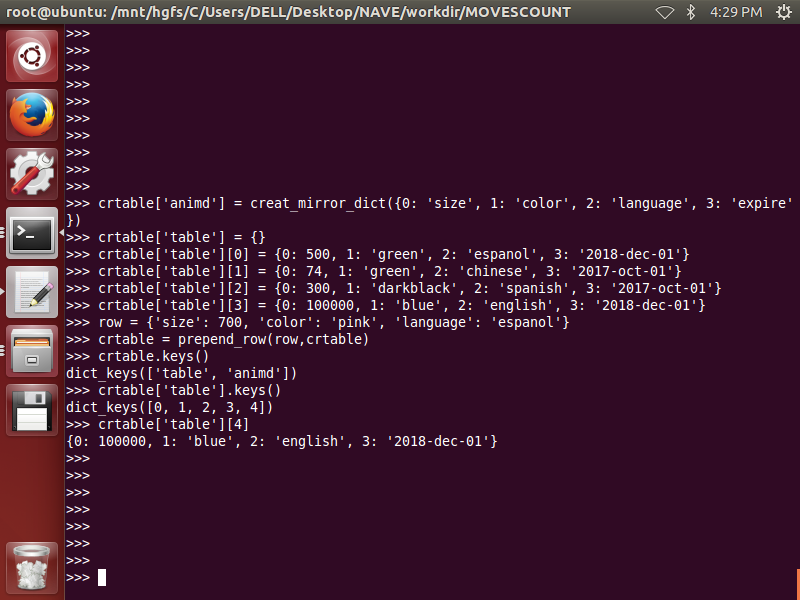 root@ubuntu: /mnt/hgfs/C/Users/DELL/Desktop/NAVE/workdir/MOVESCOUNT 4:29 PM
>>>
>>>
>>>
>>>
>>>
>>>
>>>
>>>
>>>
>>>
>>> crtable['animd'] = creat_mirror_dict({0: 'size', 1: 'color', 2: 'language', 3: 'expire'
})
>>> crtable['table'] = {}
>>> crtable['table'][0] = {0: 500, 1: 'green', 2: 'espanol', 3: '2018-dec-01'}
>>> crtable['table'][1] = {0: 74, 1: 'green', 2: 'chinese', 3: '2017-oct-01'}
>>> crtable['table'][2] = {0: 300, 1: 'darkblack', 2: 'spanish', 3: '2017-oct-01'}
>>> crtable['table'][3] = {0: 100000, 1: 'blue', 2: 'english', 3: '2018-dec-01'}
>>> row = {'size': 700, 'color': 'pink', 'language': 'espanol'}
>>> crtable = prepend_row(row,crtable)
>>> crtable.keys()
dict_keys(['table', 'animd'])
>>> crtable['table'].keys()
dict_keys([0, 1, 2, 3, 4])
>>> crtable['table'][4]
{0: 100000, 1: 'blue', 2: 'english', 3: '2018-dec-01'}
>>>
>>>
>>>
>>>
>>>
>>>
>>>
>>>